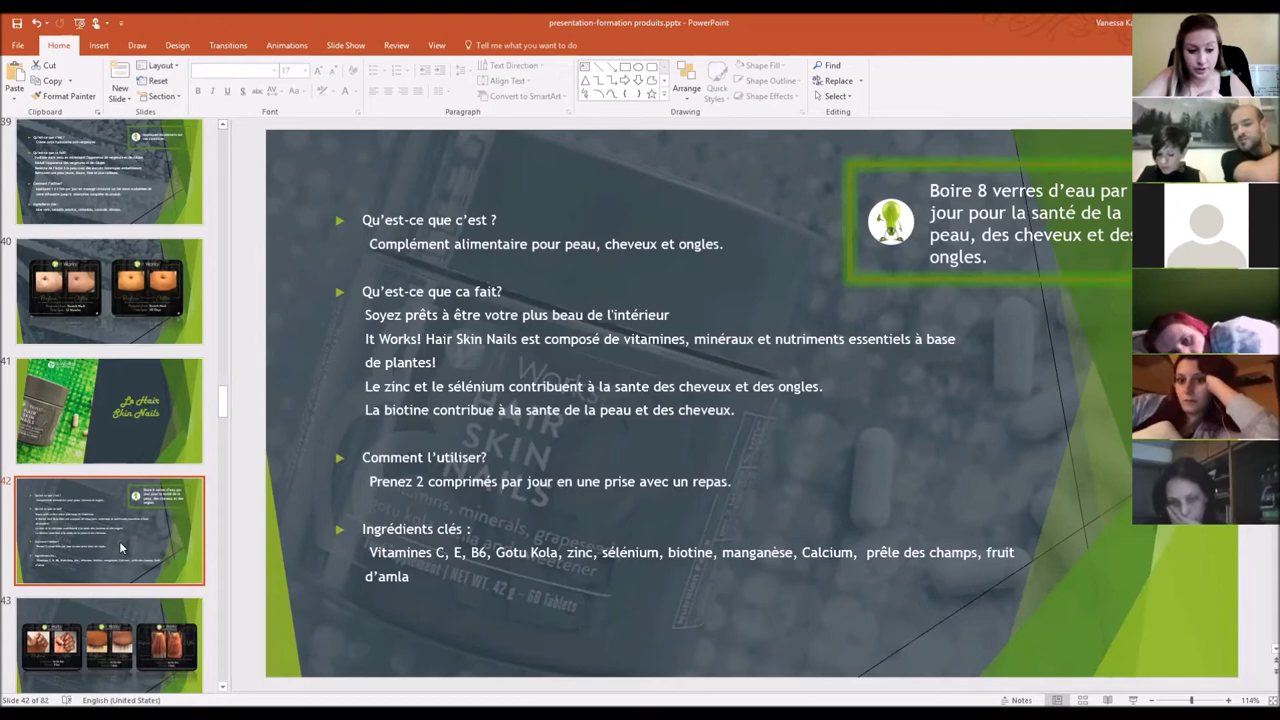 presentation-formation produits.pptx - PowerPoint
Vanessa
File Home Insert Draw Design Transitions Animations Slide Show Review View Tell me what you want to do
Paste
Cut
Copy
Format Painter
Clipboard
New
Slide
Layout
Reset
Section
Slides
17
Font
Text Direction
Align Text
Convert to SmartArt
Paragraph
Arrange
Quick
Styles
Shape Fill
Shape Outline
Shape Effects
Drawing
Find
Replace
Select
Editing
39
40
41
Le Hair
Skin Nails
42
43
Boire 8 verres d’eau par
jour pour la santé de la
peau, des cheveux et des
ongles.
Qu’est-ce que c’est ?
Complément alimentaire pour peau, cheveux et ongles.
Qu’est-ce que ca fait?
Soyez prêts à être votre plus beau de l'intérieur
It Works! Hair Skin Nails est composé de vitamines, minéraux et nutriments essentiels à base
de plantes!
Le zinc et le sélénium contribuent à la sante des cheveux et des ongles.
La biotine contribue à la sante de la peau et des cheveux.
Comment l’utiliser?
Prenez 2 comprimés par jour en une prise avec un repas.
Ingrédients clés :
Vitamines C, E, B6, Gotu Kola, zinc, sélénium, biotine, manganèse, Calcium, prêle des champs, fruit
d’amla
Slide 42 of 82
English (United States)
Notes
114%